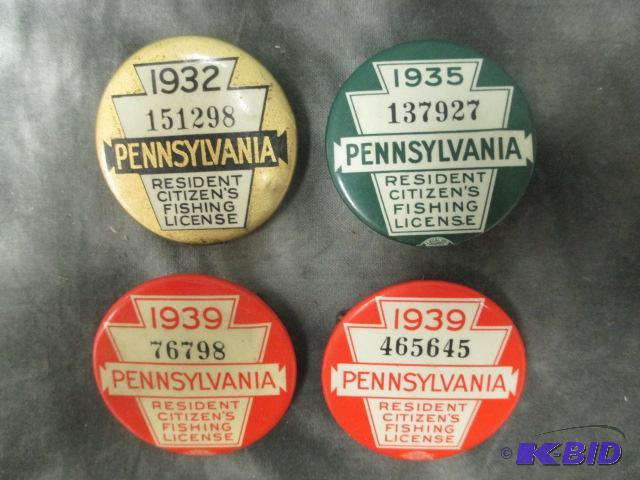 1932
151298
PENNSYLVANIA
RESIDENT
CITIZEN'S
FISHING
LICENSE
1935
137927
PENNSYLVANIA
RESIDENT
CITIZEN'S
FISHING
LICENSE
1939
76798
PENNSYLVANIA
RESIDENT
CITIZEN'S
FISHING
LICENSE
1939
465645
PENNSYLVANIA
RESIDENT
CITIZEN'S
FISHING
LICENSE
© K-BID